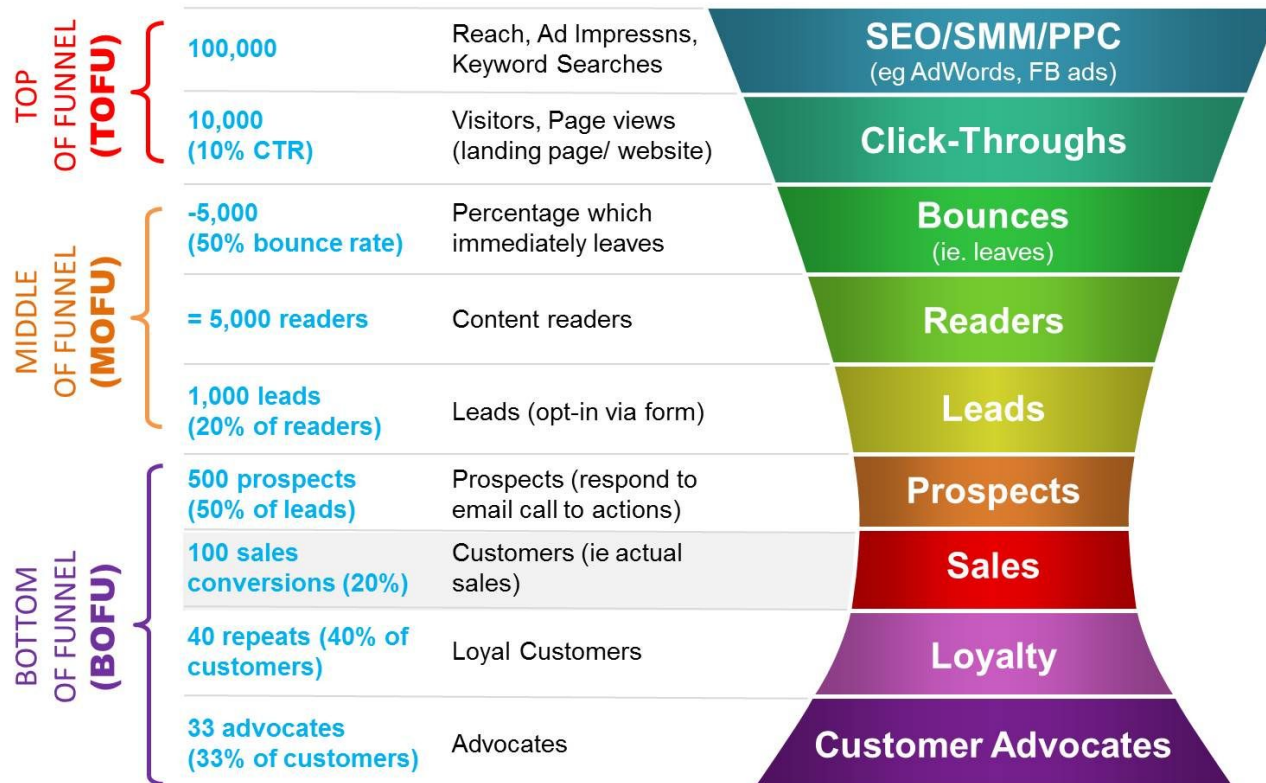 TOP
OF FUNNEL
(TOFU)
100,000
Reach, Ad Impressns,
Keyword Searches
SEO/SMM/PPC
(eg AdWords, FB ads)
10,000
(10% CTR)
Visitors, Page views
(landing page/ website)
Click-Throughs
MIDDLE
OF FUNNEL
(MOFU)
-5,000
(50% bounce rate)
Percentage which
immediately leaves
Bounces
(ie. leaves)
= 5,000 readers
Content readers
Readers
1,000 leads
(20% of readers)
Leads (opt-in via form)
Leads
BOTTOM
OF FUNNEL
(BOFU)
500 prospects
(50% of leads)
Prospects (respond to
email call to actions)
Prospects
100 sales
conversions (20%)
Customers (ie actual
sales)
Sales
40 repeats (40% of
customers)
Loyal Customers
Loyalty
33 advocates
(33% of customers)
Advocates
Customer Advocates